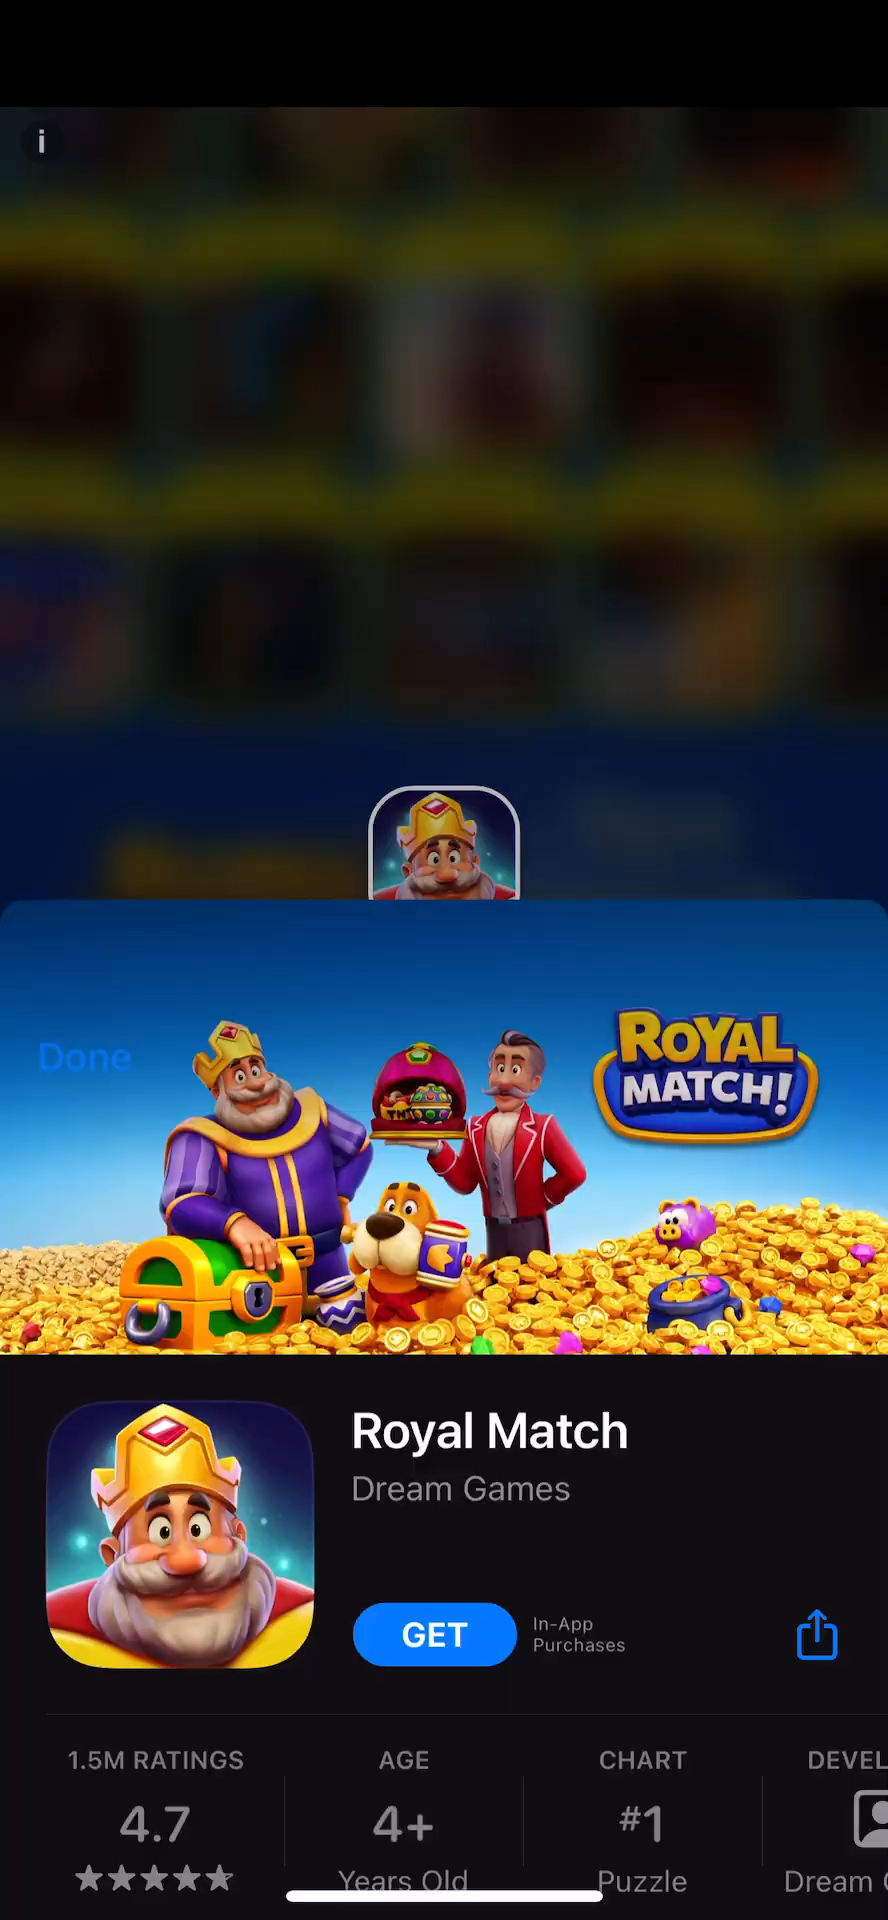 i
Done
ROYAL
MATCH!
TNT
Royal Match
Dream Games
GET
In-App
Purchases
1.5M RATINGS
AGE
CHART
DEVEL
4.7
4+
#1
Years Old
Puzzle
Dream